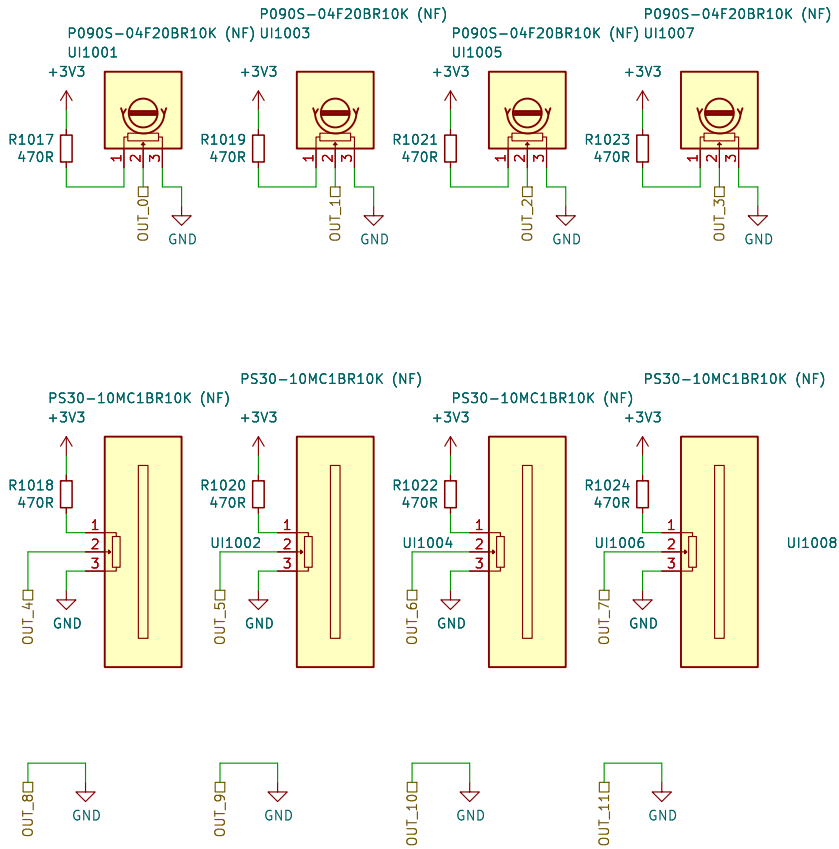 P090S-04F20BR10K (NF)
UI1001
+3V3
R1017
470R
1
2
3
OUT_0
GND
P090S-04F20BR10K (NF)
UI1003
+3V3
R1019
470R
1
2
3
OUT_1
GND
P090S-04F20BR10K (NF)
UI1005
+3V3
R1021
470R
1
2
3
OUT_2
GND
P090S-04F20BR10K (NF)
UI1007
+3V3
R1023
470R
1
2
3
OUT_3
GND
PS30-10MC1BR10K (NF)
+3V3
R1018
470R
1
2
3
UI1002
OUT_4
GND
PS30-10MC1BR10K (NF)
+3V3
R1020
470R
1
2
3
UI1004
OUT_5
GND
PS30-10MC1BR10K (NF)
+3V3
R1022
470R
1
2
3
UI1006
OUT_6
GND
PS30-10MC1BR10K (NF)
+3V3
R1024
470R
1
2
3
UI1008
OUT_7
GND
OUT_8
GND
OUT_9
GND
OUT_10
GND
OUT_11
GND